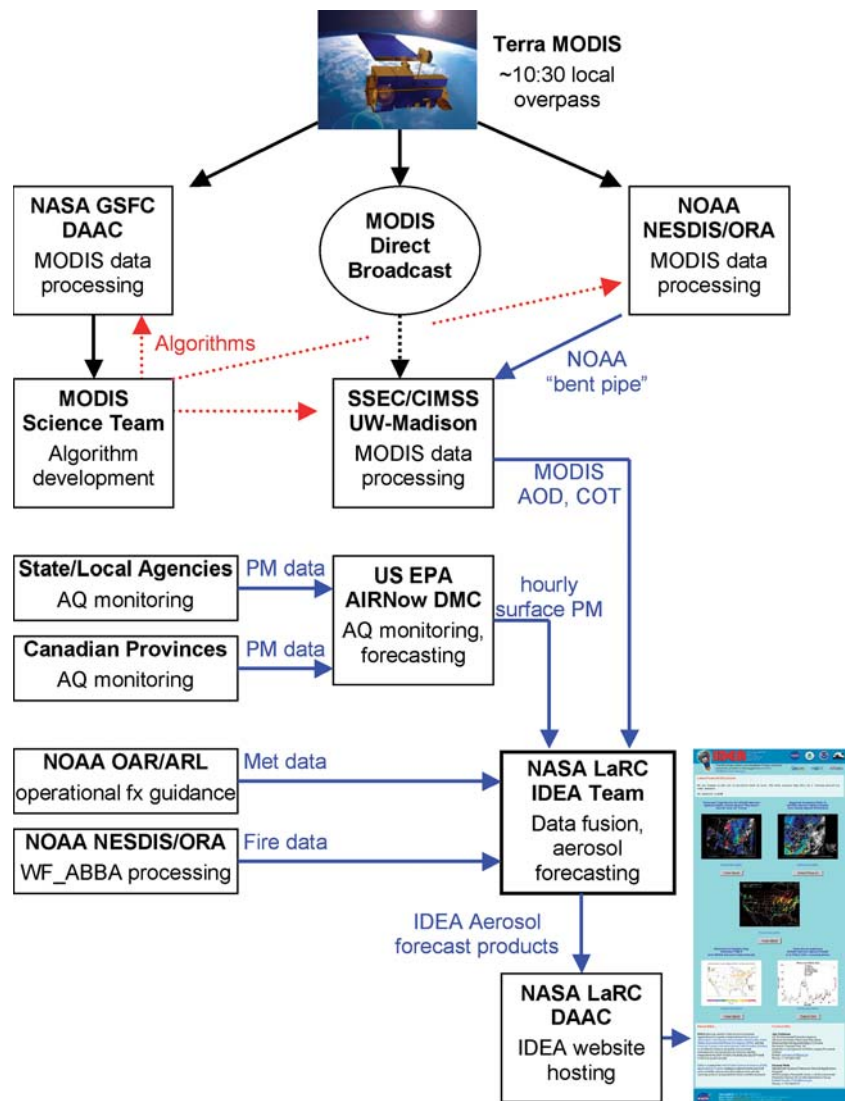 Terra MODIS
~10:30 local
overpass
NASA GSFC
DAAC
MODIS data
processing
MODIS
Direct
Broadcast
NOAA
NESDIS/ORA
MODIS data
processing
Algorithms
NOAA
“bent pipe”
MODIS
Science Team
Algorithm
development
SSEC/CIMSS
UW-Madison
MODIS data
processing
MODIS
AOD, COT
State/Local Agencies
AQ monitoring
PM data
US EPA
AIRNow DMC
AQ monitoring,
forecasting
hourly
surface PM
Canadian Provinces
AQ monitoring
PM data
NOAA OAR/ARL
operational fx guidance
Met data
NASA LaRC
IDEA Team
Data fusion,
aerosol
forecasting
NOAA NESDIS/ORA
WF_ABBA processing
Fire data
IDEA Aerosol
forecast products
NASA LaRC
DAAC
IDEA website
hosting
IDEA